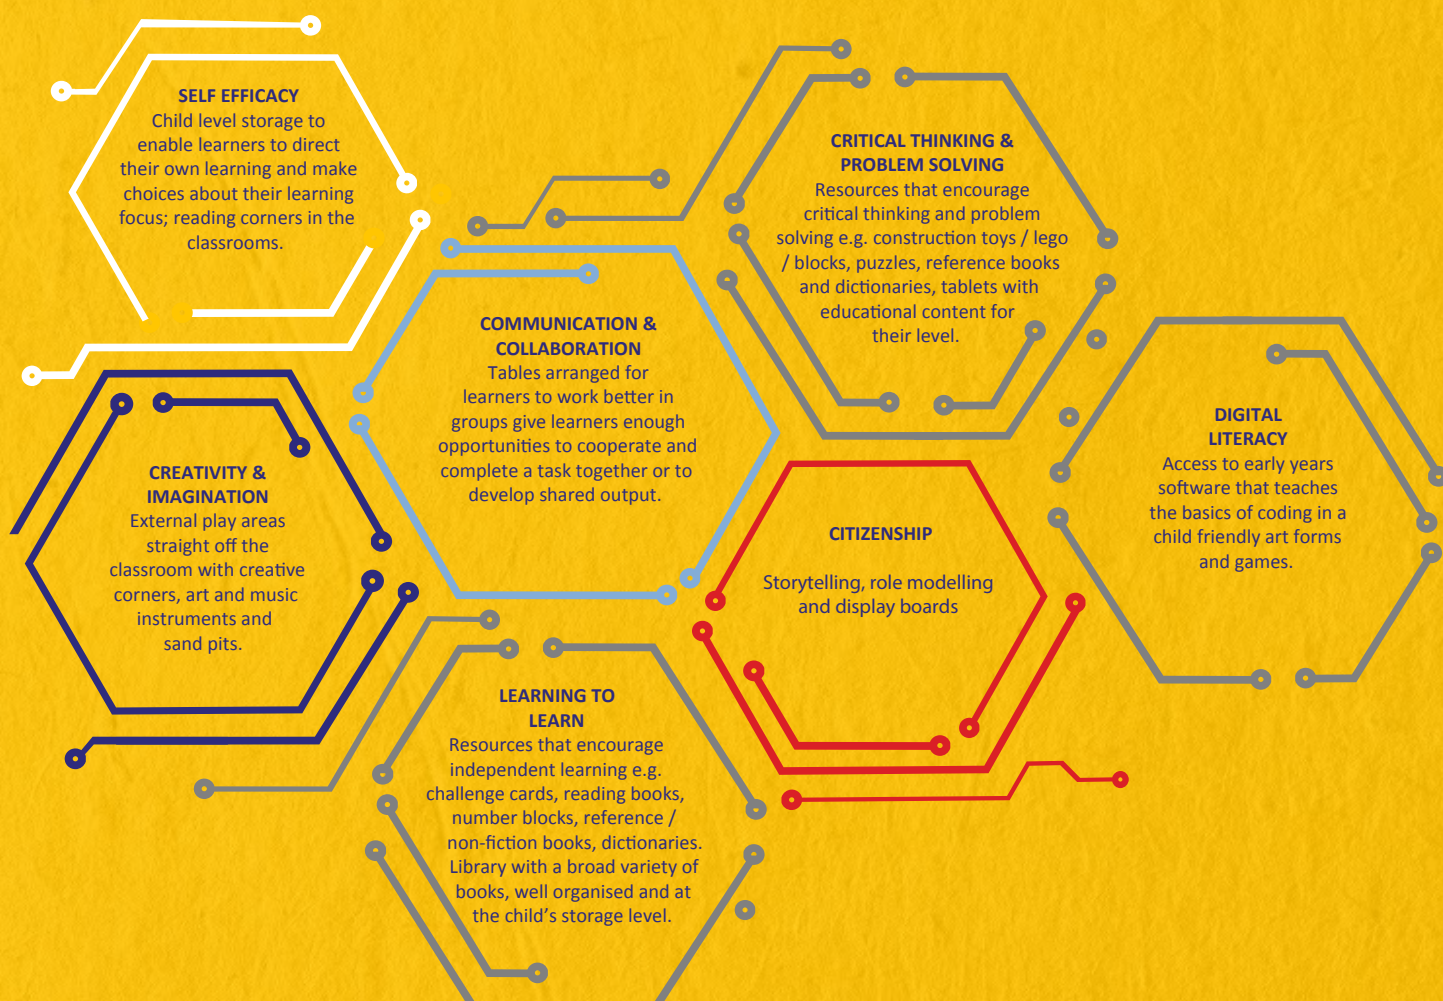 SELF EFFICACY
Child level storage to
enable learners to direct
their own learning and make
choices about their learning
focus; reading corners in the
classrooms.
CRITICAL THINKING &
PROBLEM SOLVING
Resources that encourage
critical thinking and problem
solving e.g. construction toys / lego
/ blocks, puzzles, reference books
and dictionaries, tablets with
educational content for
their level.
COMMUNICATION &
COLLABORATION
Tables arranged for
learners to work better in
groups give learners enough
opportunities to cooperate and
complete a task together or to
develop shared output.
DIGITAL
LITERACY
Access to early years
software that teaches
the basics of coding in a
child friendly art forms
and games.
CREATIVITY &
IMAGINATION
External play areas
straight off the
classroom with creative
corners, art and music
instruments and
sand pits.
CITIZENSHIP
Storytelling, role modelling
and display boards
LEARNING TO
LEARN
Resources that encourage
independent learning e.g.
challenge cards, reading books,
number blocks, reference /
non-fiction books, dictionaries.
Library with a broad variety of
books, well organised and at
the child’s storage level.